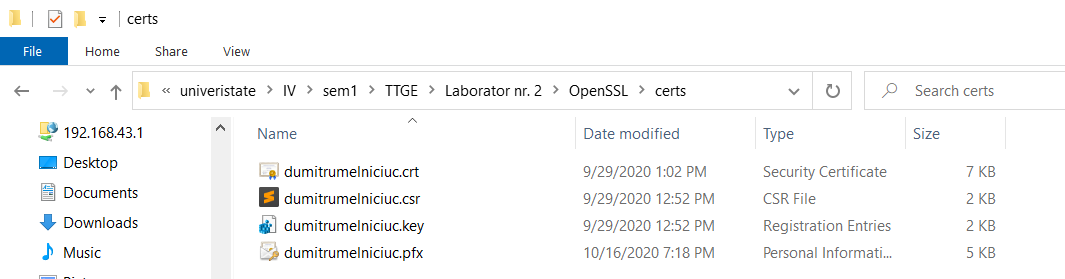 certs
File Home Share View
« univeristate > IV > sem1 > TTGE > Laborator nr. 2 > OpenSSL > certs
Search certs
192.168.43.1
Desktop
Documents
Downloads
Music
Name Date modified Type Size
dumitrumelniciuc.crt 9/29/2020 1:02 PM Security Certificate 7 KB
dumitrumelniciuc.csr 9/29/2020 12:52 PM CSR File 2 KB
dumitrumelniciuc.key 9/29/2020 12:52 PM Registration Entries 2 KB
dumitrumelniciuc.pfx 10/16/2020 7:18 PM Personal Informati... 5 KB